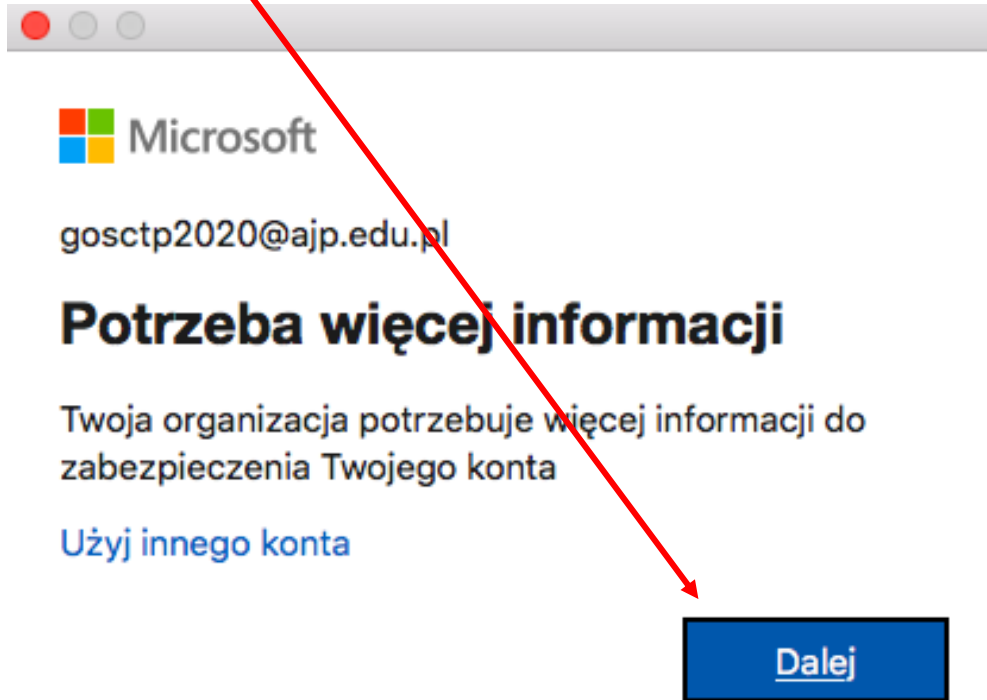 Microsoft
gosctp2020@ajp.edu.pl
Potrzeba więcej informacji
Twoja organizacja potrzebuje więcej informacji do
zabezpieczenia Twojego konta
Użyj innego konta
Dalej